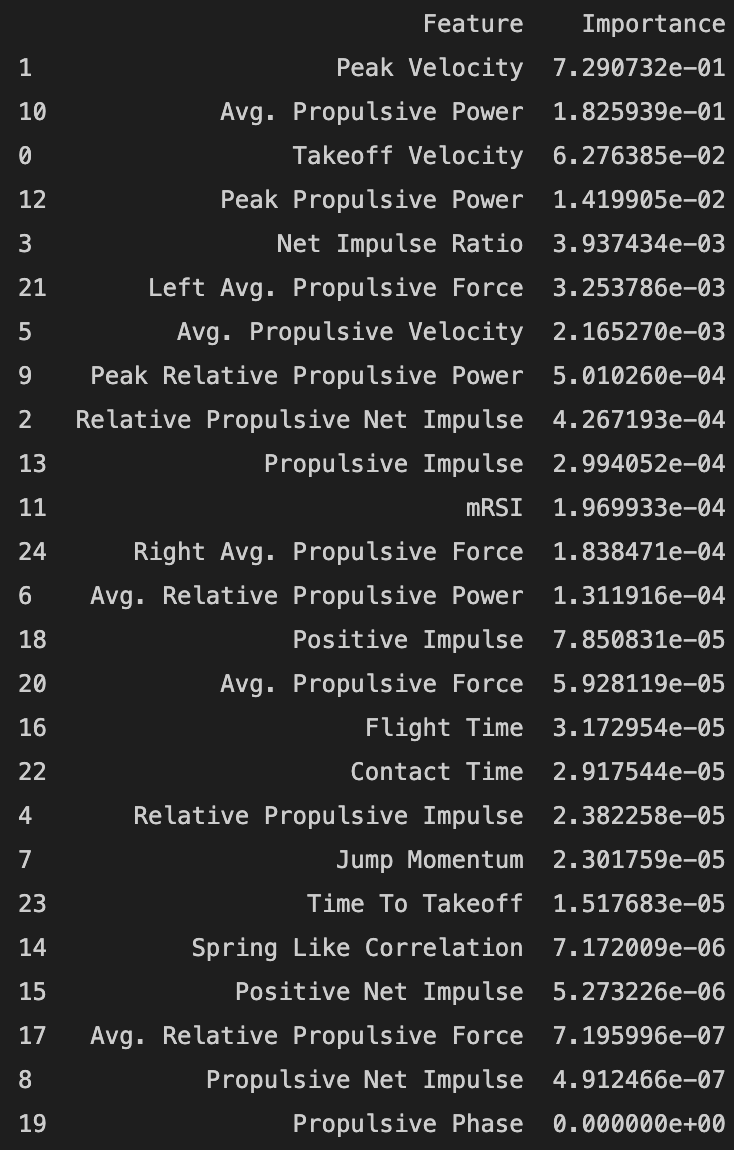 Feature Importance
1 Peak Velocity 7.290732e-01
10 Avg. Propulsive Power 1.825939e-01
0 Takeoff Velocity 6.276385e-02
12 Peak Propulsive Power 1.419905e-02
3 Net Impulse Ratio 3.937434e-03
21 Left Avg. Propulsive Force 3.253786e-03
5 Avg. Propulsive Velocity 2.165270e-03
9 Peak Relative Propulsive Power 5.010260e-04
2 Relative Propulsive Net Impulse 4.267193e-04
13 Propulsive Impulse 2.994052e-04
11 mRSI 1.969933e-04
24 Right Avg. Propulsive Force 1.838471e-04
6 Avg. Relative Propulsive Power 1.311916e-04
18 Positive Impulse 7.850831e-05
20 Avg. Propulsive Force 5.928119e-05
16 Flight Time 3.172954e-05
22 Contact Time 2.917544e-05
4 Relative Propulsive Impulse 2.382258e-05
7 Jump Momentum 2.301759e-05
23 Time To Takeoff 1.517683e-05
14 Spring Like Correlation 7.172009e-06
15 Positive Net Impulse 5.273226e-06
17 Avg. Relative Propulsive Force 7.195996e-07
8 Propulsive Net Impulse 4.912466e-07
19 Propulsive Phase 0.000000e+00